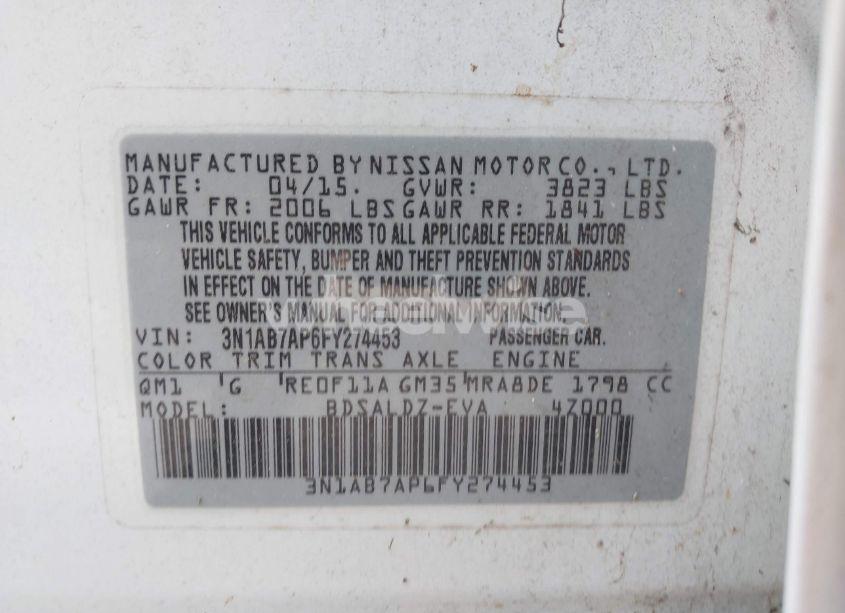 MANUFACTURED BY NISSAN MOTOR CO., LTD.
DATE: 04/15. GVWR: 3823 LBS
GAWR FR: 2006 LBS GAWR RR: 1841 LBS
THIS VEHICLE CONFORMS TO ALL APPLICABLE FEDERAL MOTOR
VEHICLE SAFETY, BUMPER AND THEFT PREVENTION STANDARDS
IN EFFECT ON THE DATE OF MANUFACTURE SHOWN ABOVE.
SEE OWNER'S MANUAL FOR ADDITIONAL INFORMATION.
VIN: 3N1AB7AP6FY274453 PASSENGER CAR.
COLOR TRIM TRANS AXLE ENGINE
QM1 G RE0F11A GM35 MRA8DE 1798 CC
MODEL: BDSALDZ-EVA 4Z000
3N1AB7AP6FY274453